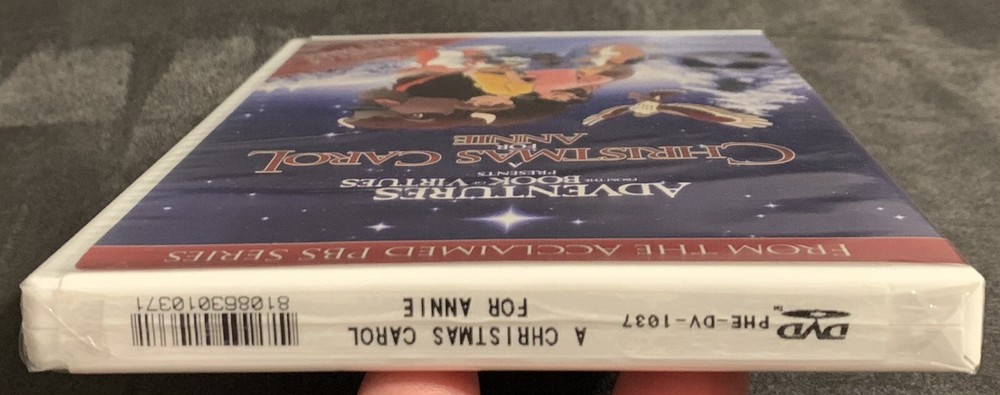 DVD TM PHE-DV-1037
A CHRISTMAS CAROL
FOR ANNIE
810863010371
FROM THE ACCLAIMED PBS SERIES
ADVENTURES
FROM THE BOOK OF VIRTUES
PRESENTS
A
CHRISTMAS CAROL
FOR
ANNIE